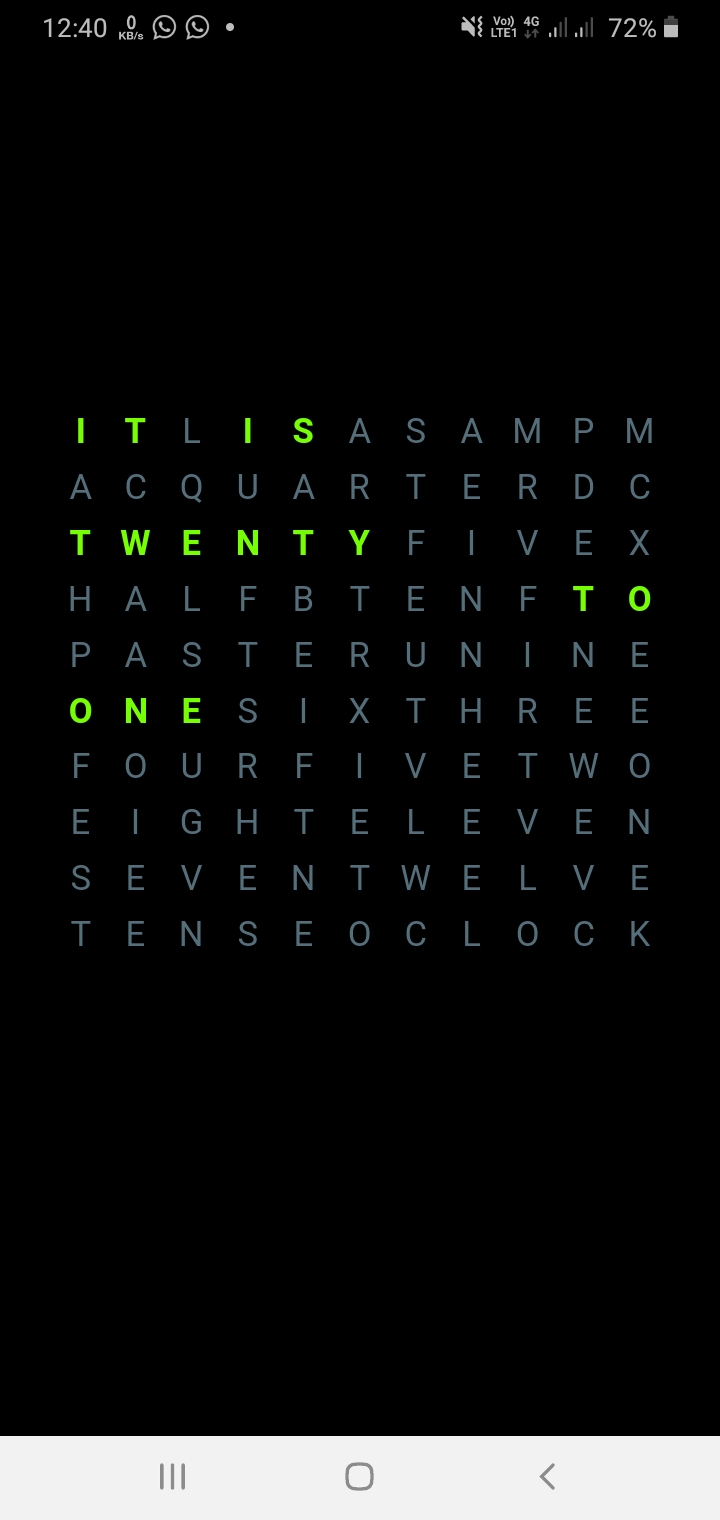 12:40 0 KB/s Vo)) LTE1 4G 72%
I T L I S A S A M P M
A C Q U A R T E R D C
T W E N T Y F I V E X
H A L F B T E N F T O
P A S T E R U N I N E
O N E S I X T H R E E
F O U R F I V E T W O
E I G H T E L E V E N
S E V E N T W E L V E
T E N S E O C L O C K